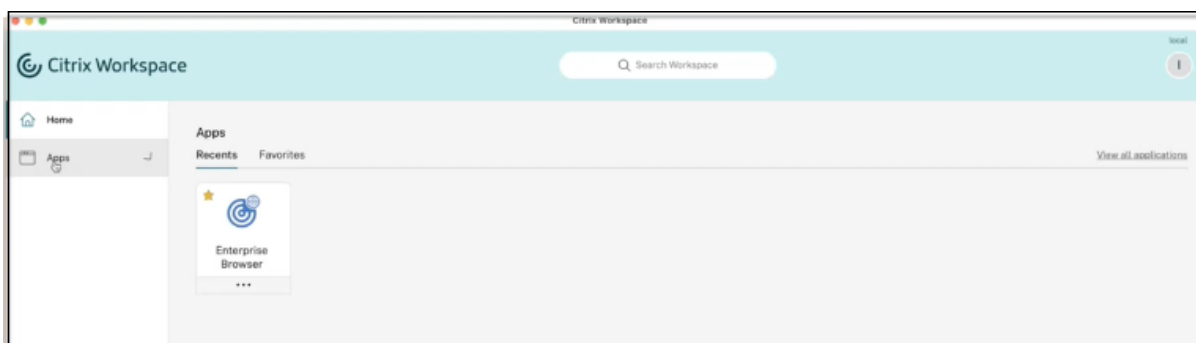 Citrix Workspace
local
Citrix Workspace
Search Workspace
I
Home
Apps
Apps
Recents Favorites
View all applications
Enterprise
Browser